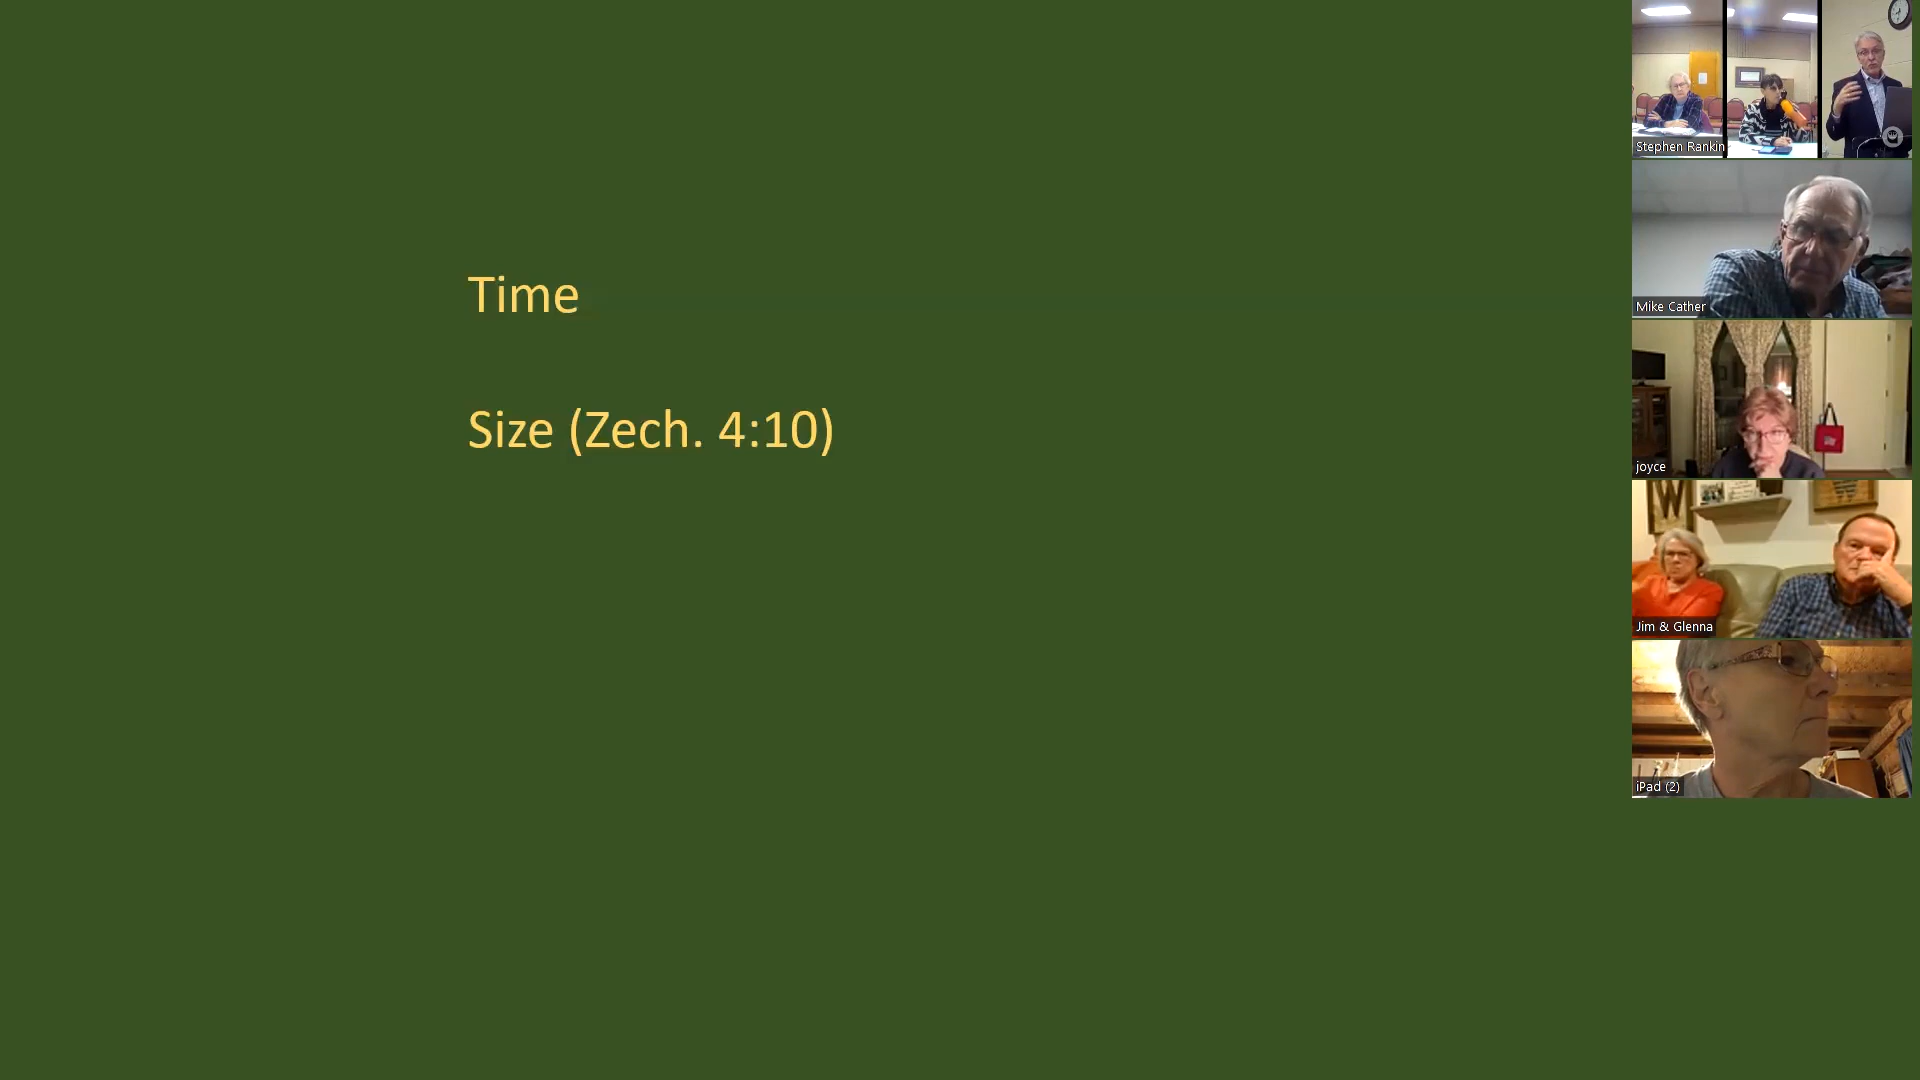 Time
Size (Zech. 4:10)
Stephen Rankin
Mike Cather
joyce
W
Jim & Glenna
iPad (2)